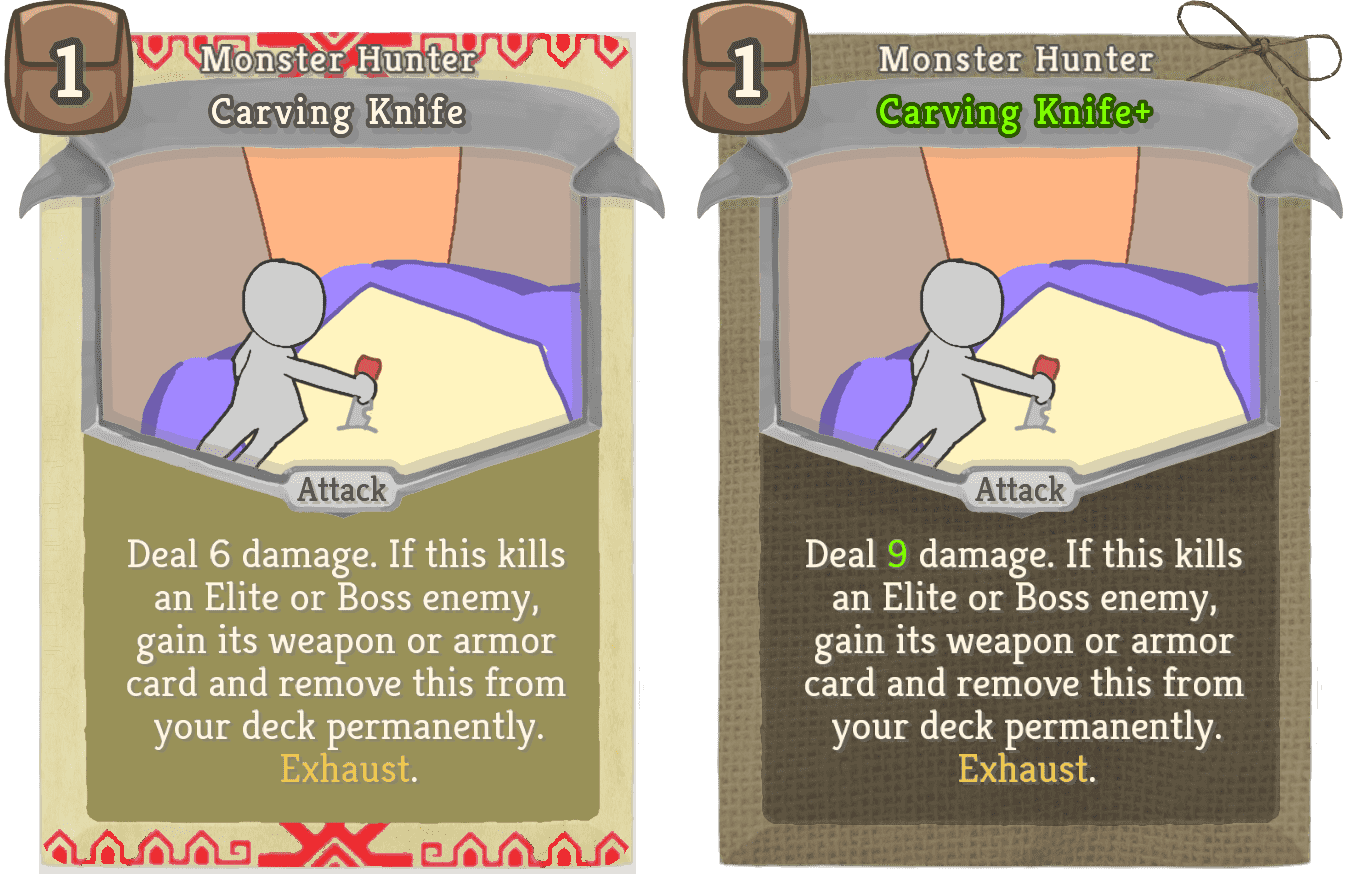 1
Monster Hunter
Carving Knife
Attack
Deal 6 damage. If this kills
an Elite or Boss enemy,
gain its weapon or armor
card and remove this from
your deck permanently.
Exhaust.
1
Monster Hunter
Carving Knife+
Attack
Deal 9 damage. If this kills
an Elite or Boss enemy,
gain its weapon or armor
card and remove this from
your deck permanently.
Exhaust.